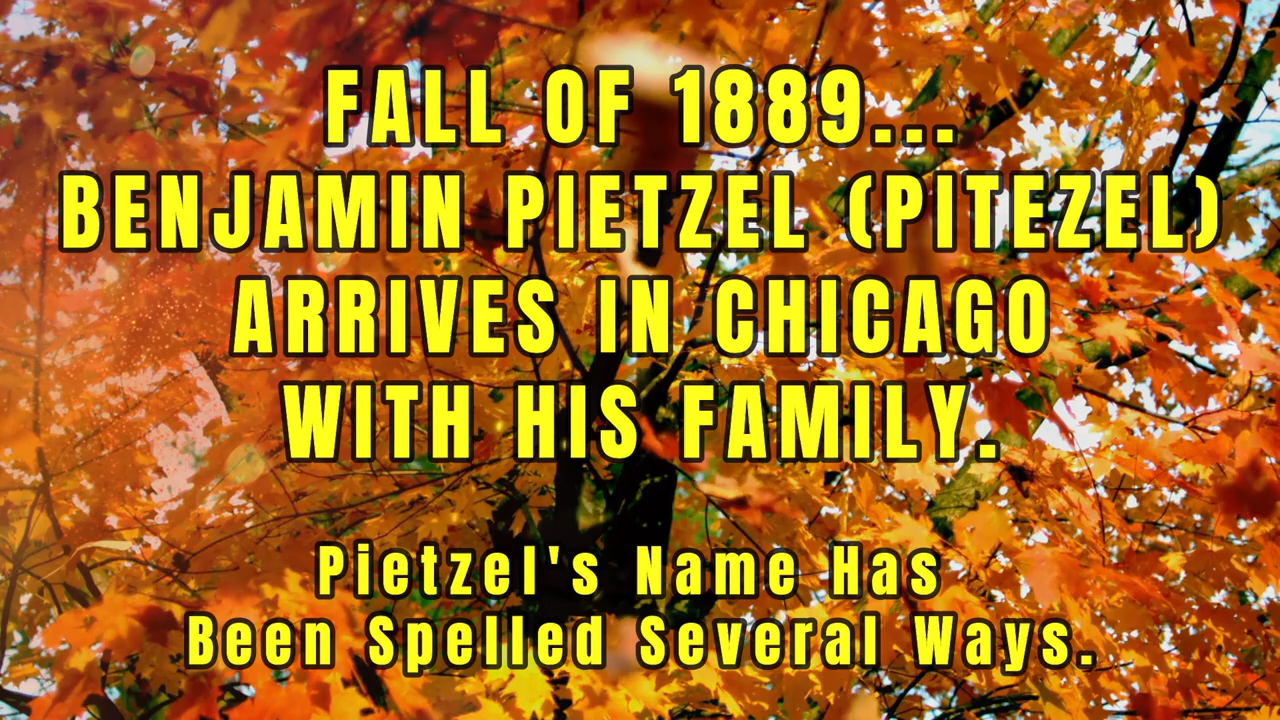 FALL OF 1889...
BENJAMIN PIETZEL (PITEZEL)
ARRIVES IN CHICAGO
WITH HIS FAMILY.
Pietzel's Name Has
Been Spelled Several Ways.